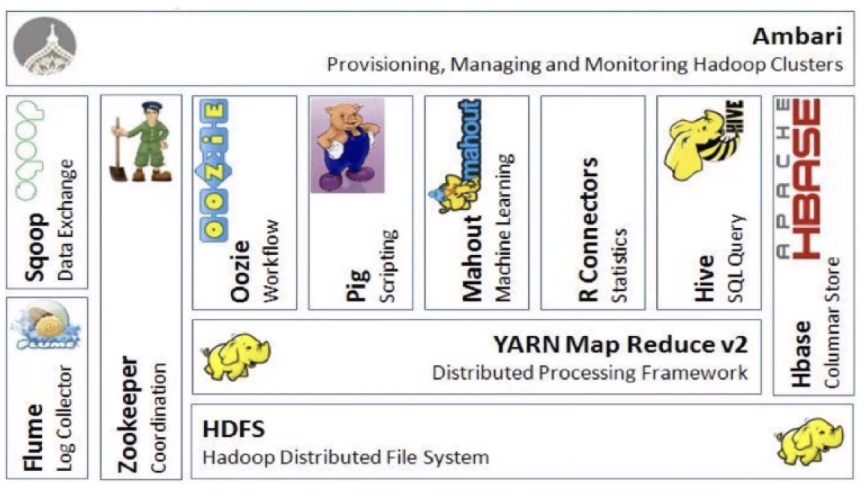 Ambari
Provisioning, Managing and Monitoring Hadoop Clusters
sqoop
Sqoop
Data Exchange
flume
Flume
Log Collector
Zookeeper
Coordination
OOZiE
Oozie
Workflow
Pig
Scripting
mahout
Mahout
Machine Learning
R Connectors
Statistics
HIVE
Hive
SQL Query
APACHE
HBASE
Hbase
Columnar Store
YARN Map Reduce v2
Distributed Processing Framework
HDFS
Hadoop Distributed File System